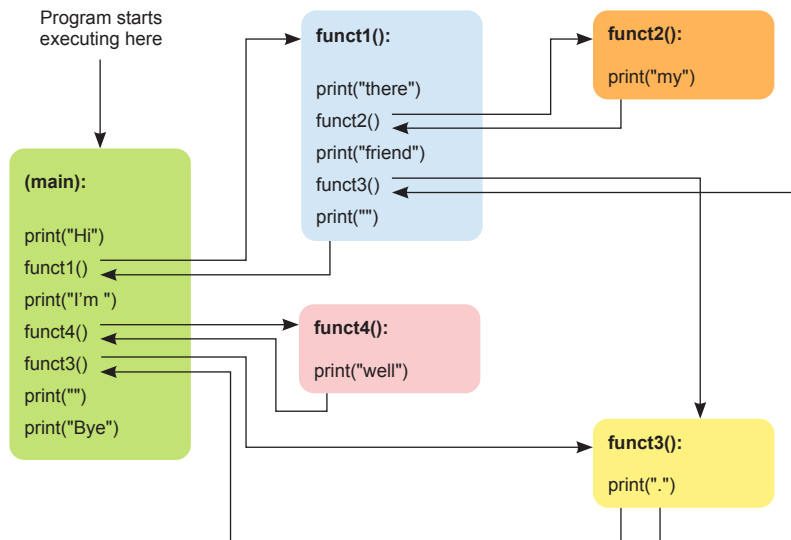 Program starts
executing here
(main):
print("Hi")
funct1()
print("I'm ")
funct4()
funct3()
print("")
print("Bye")
funct1():
print("there")
funct2()
print("friend")
funct3()
print("")
funct2():
print("my")
funct4():
print("well")
funct3():
print(".")